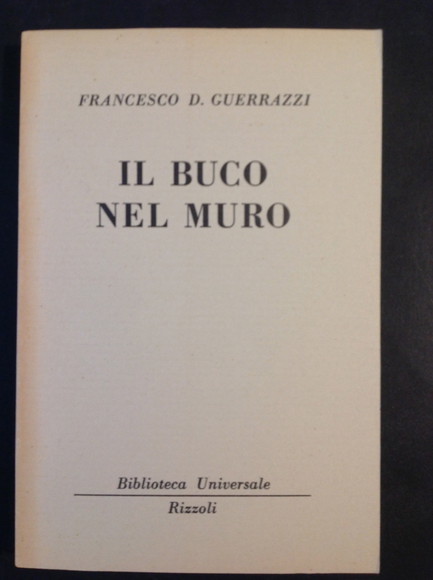 FRANCESCO D. GUERRAZZI
IL BUCO
NEL MURO
Biblioteca Universale
Rizzoli